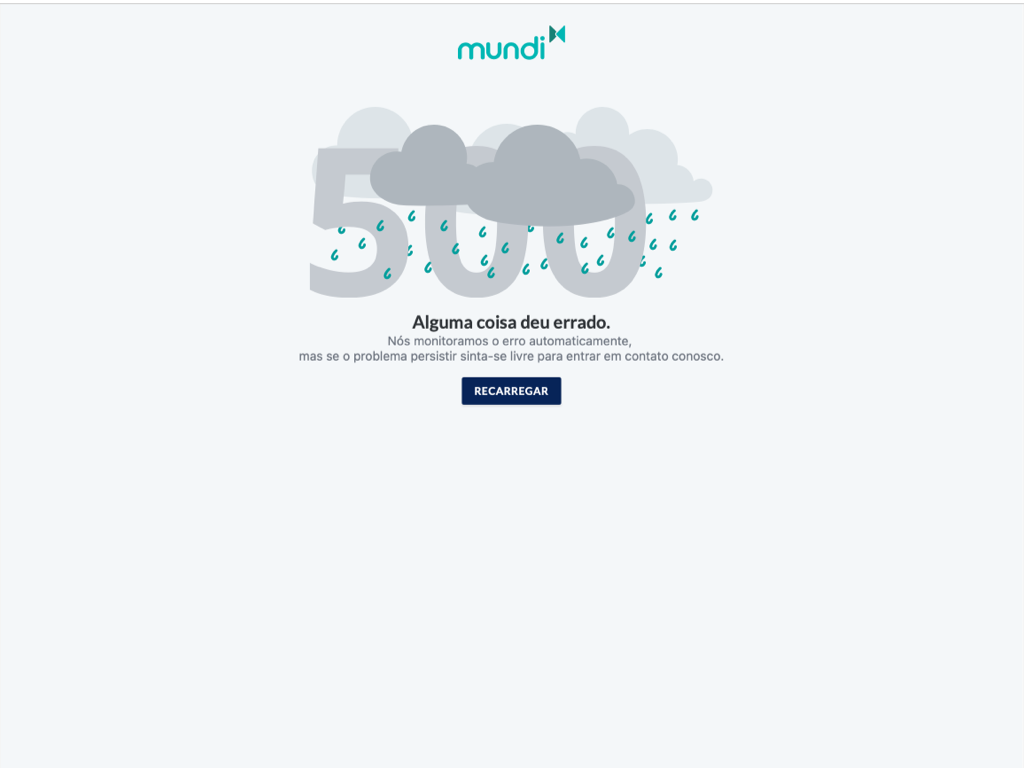 mundi
500
Alguma coisa deu errado.
Nós monitoramos o erro automaticamente,
mas se o problema persistir sinta-se livre para entrar em contato conosco.
RECARREGAR